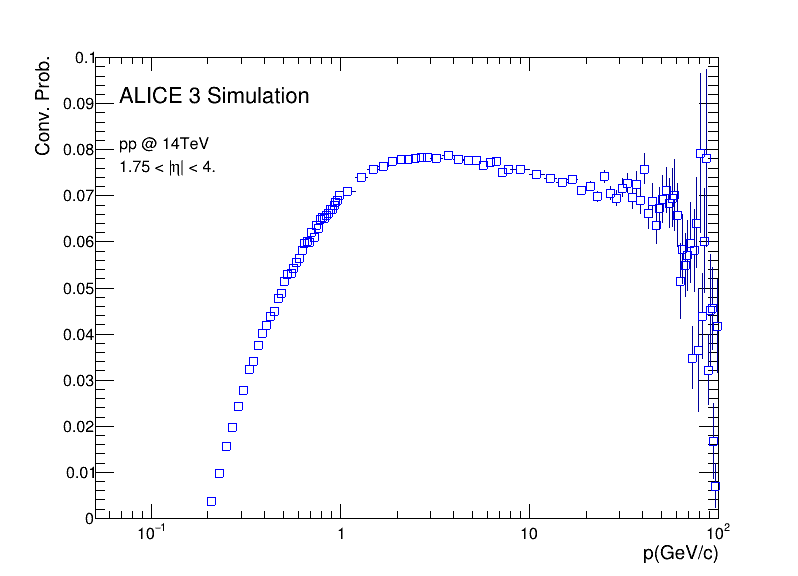 Conv. Prob.
0.1
0.09
0.08
0.07
0.06
0.05
0.04
0.03
0.02
0.01
0
ALICE 3 Simulation
pp @ 14TeV
1.75 < |η| < 4.
10⁻¹ 1 10 10²
p(GeV/c)